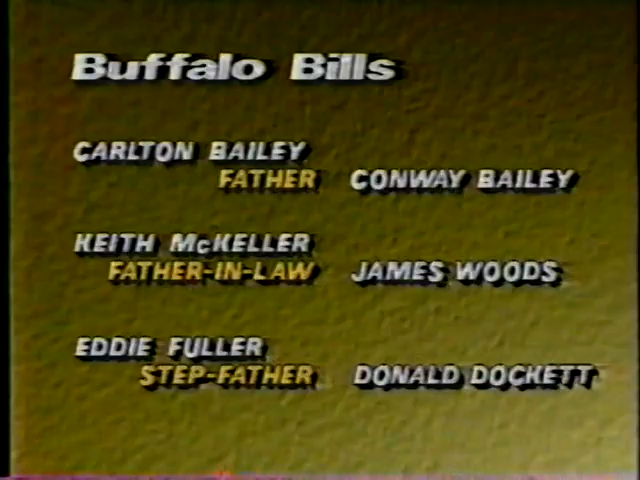 Buffalo Bills
CARLTON BAILEY
FATHER CONWAY BAILEY
KEITH McKELLER
FATHER-IN-LAW JAMES WOODS
EDDIE FULLER
STEP-FATHER DONALD DOCKETT